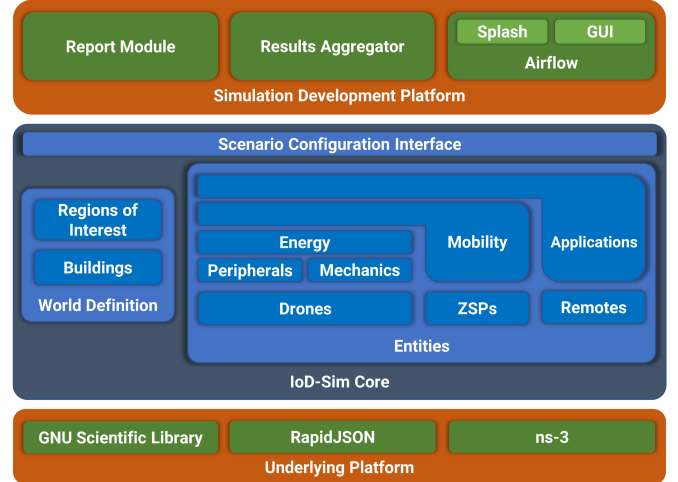 Report Module
Results Aggregator
Splash
GUI
Airflow
Simulation Development Platform
Scenario Configuration Interface
Regions of
Interest
Buildings
World Definition
Energy
Mobility
Applications
Peripherals
Mechanics
Drones
ZSPs
Remotes
Entities
IoD-Sim Core
GNU Scientific Library
RapidJSON
ns-3
Underlying Platform